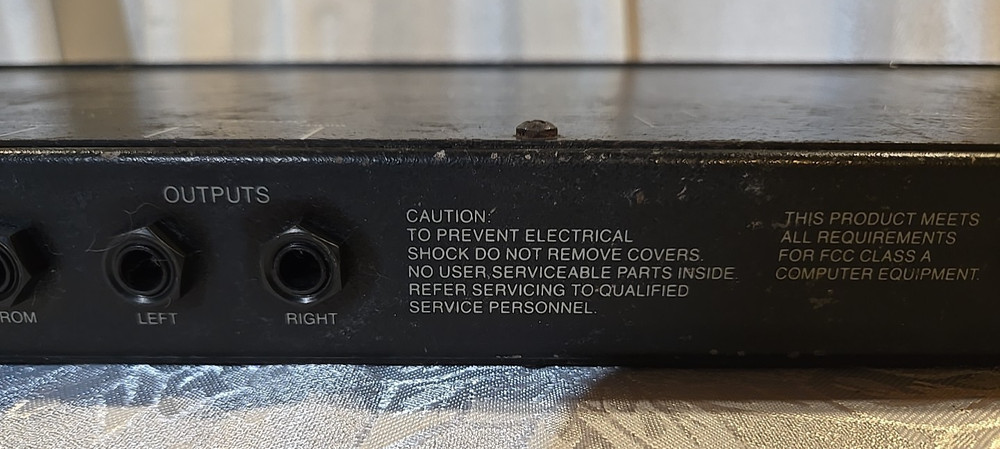 OUTPUTS
ROM
LEFT
RIGHT
CAUTION:
TO PREVENT ELECTRICAL
SHOCK DO NOT REMOVE COVERS.
NO USER SERVICEABLE PARTS INSIDE.
REFER SERVICING TO QUALIFIED
SERVICE PERSONNEL.
THIS PRODUCT MEETS
ALL REQUIREMENTS
FOR FCC CLASS A
COMPUTER EQUIPMENT.